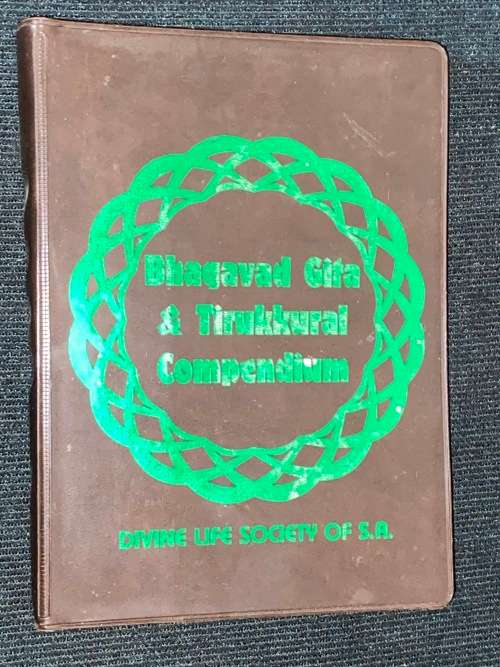 Bhagavad Gita
& Tirukkural
Compendium
DIVINE LIFE SOCIETY OF S.A.